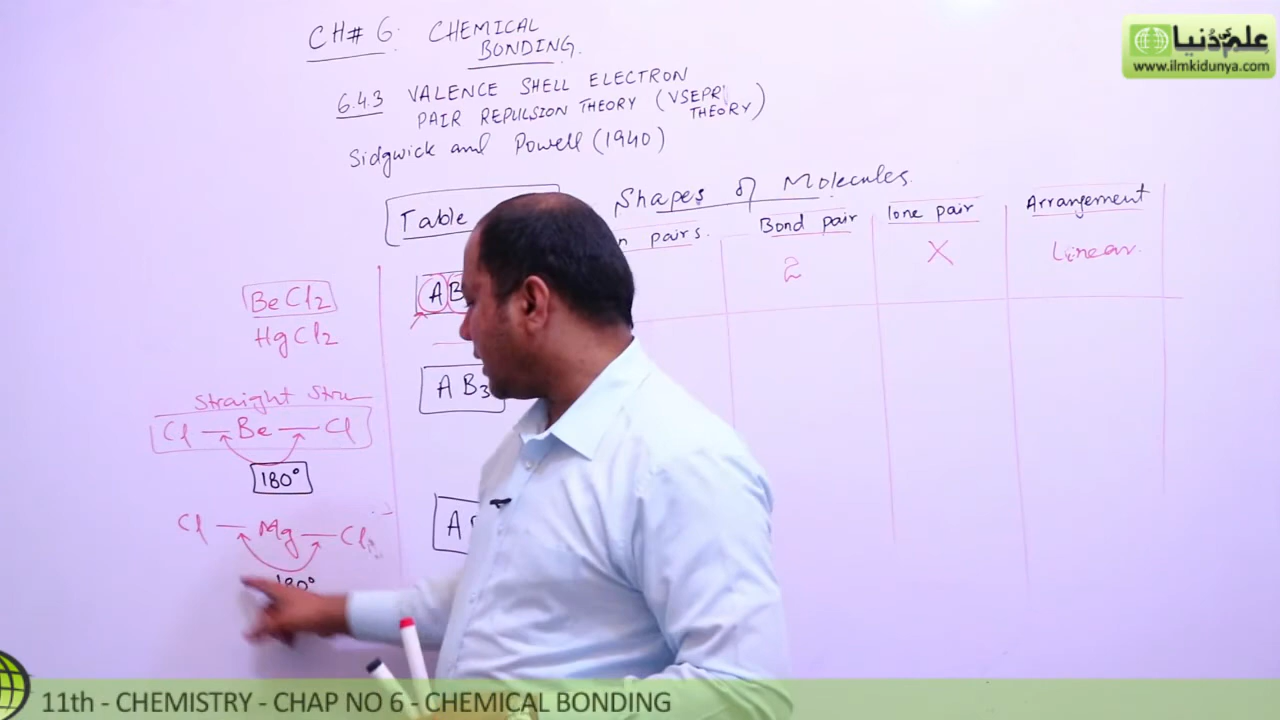 CH# 6. CHEMICAL
BONDING.
6.4.3 VALENCE SHELL ELECTRON
PAIR REPULSION THEORY (VSEPR
THEORY)
Sidgwick and Powell (1940)
علم کی دُنیا
www.ilmkidunya.com
Shapes of Molecules.
Table
n pairs.
Bond pair
lone pair
Arrangement
AB
2
X
Linear.
BeCl2
HgCl2
AB3
Straight Stru
Cl — Be — Cl
180°
A
Cl — Mg — Cl
180°
11th - CHEMISTRY - CHAP NO 6 - CHEMICAL BONDING